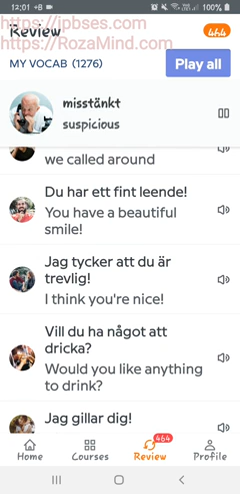 12:01 +B
100%
https://jpbses.com
https://RozaMind.com
Review
464
MY VOCAB (1276)
Play all
misstänkt
suspicious
we called around
Du har ett fint leende!
You have a beautiful
smile!
Jag tycker att du är
trevlig!
I think you're nice!
Vill du ha något att
dricka?
Would you like anything
to drink?
Jag gillar dig!
464
Home
Courses
Review
Profile